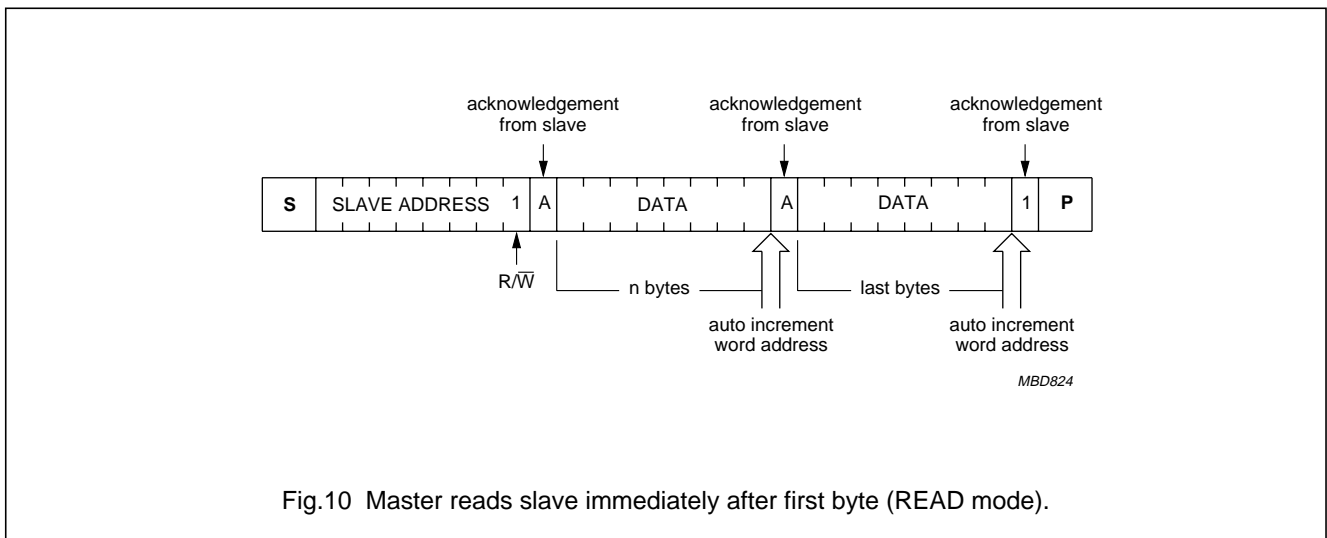 acknowledgement
from slave
acknowledgement
from slave
acknowledgement
from slave
S SLAVE ADDRESS 1 A DATA A DATA 1 P
R/W̅
n bytes
last bytes
auto increment
word address
auto increment
word address
MBD824
Fig.10 Master reads slave immediately after first byte (READ mode).